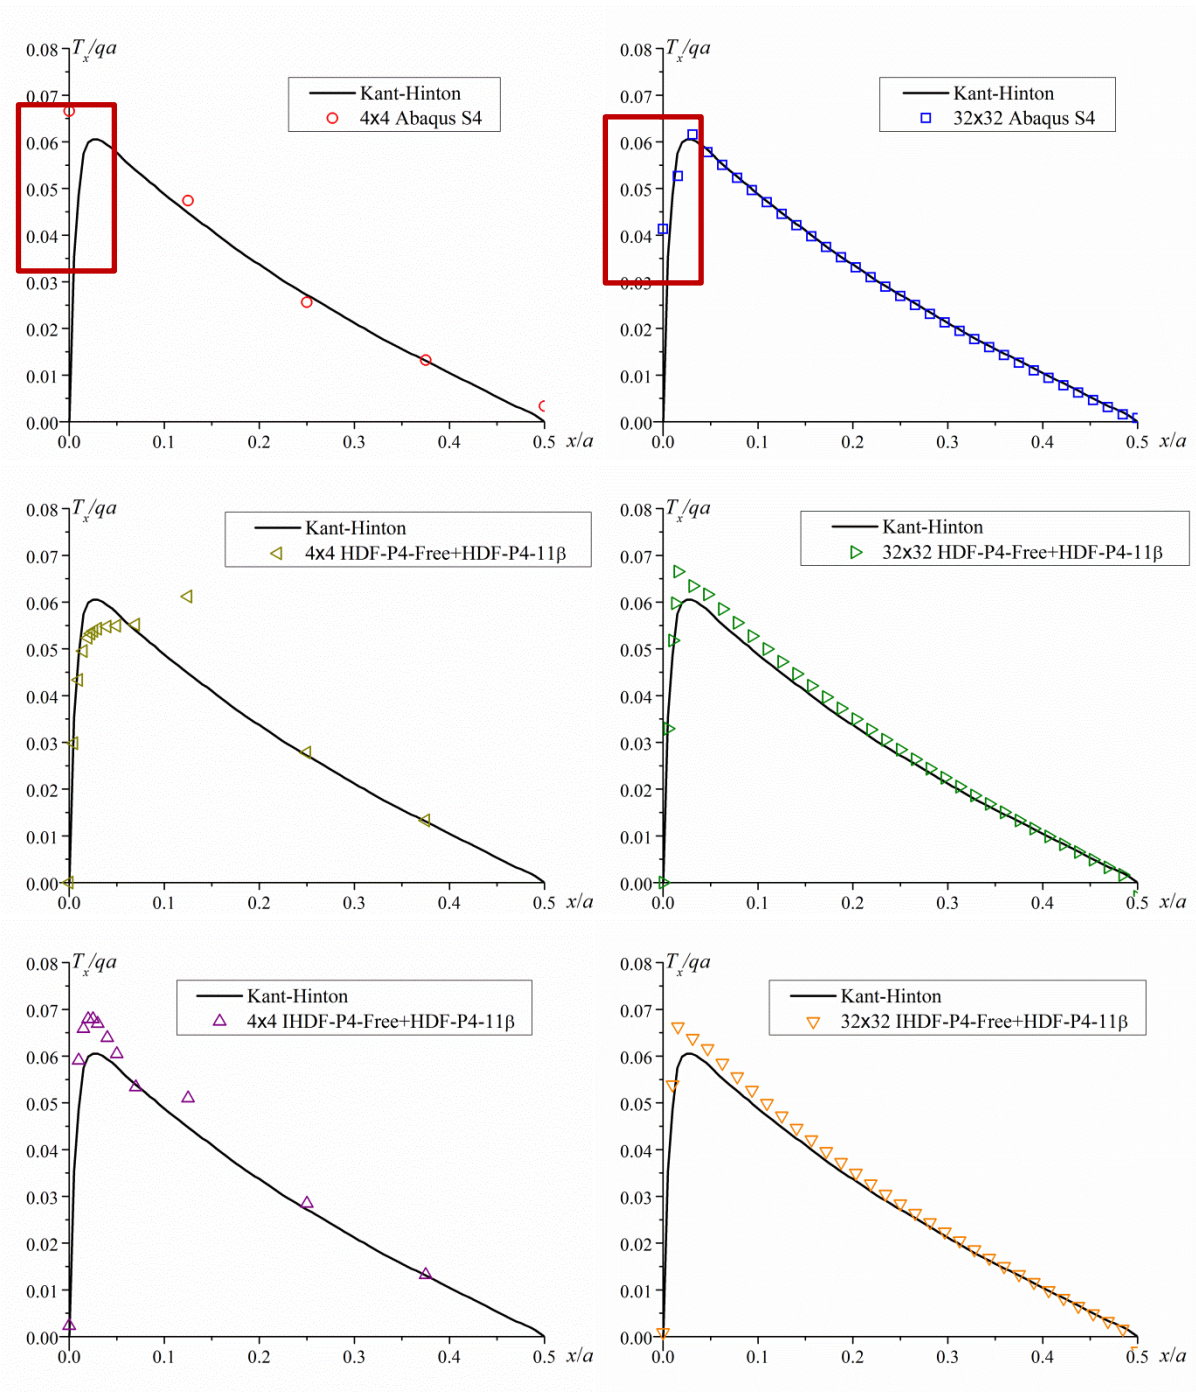 T_x/qa
0.08
0.07
0.06
0.05
0.04
0.03
0.02
0.01
0.00
0.0 0.1 0.2 0.3 0.4 0.5 x/a
Kant-Hinton
4x4 Abaqus S4
T_x/qa
0.08
0.07
0.06
0.05
0.04
0.03
0.02
0.01
0.00
0.0 0.1 0.2 0.3 0.4 0.5 x/a
Kant-Hinton
32x32 Abaqus S4
T_x/qa
0.08
0.07
0.06
0.05
0.04
0.03
0.02
0.01
0.00
0.0 0.1 0.2 0.3 0.4 0.5 x/a
Kant-Hinton
4x4 HDF-P4-Free+HDF-P4-11β
T_x/qa
0.08
0.07
0.06
0.05
0.04
0.03
0.02
0.01
0.00
0.0 0.1 0.2 0.3 0.4 0.5 x/a
Kant-Hinton
32x32 HDF-P4-Free+HDF-P4-11β
T_x/qa
0.08
0.07
0.06
0.05
0.04
0.03
0.02
0.01
0.00
0.0 0.1 0.2 0.3 0.4 0.5 x/a
Kant-Hinton
4x4 IHDF-P4-Free+HDF-P4-11β
T_x/qa
0.08
0.07
0.06
0.05
0.04
0.03
0.02
0.01
0.00
0.0 0.1 0.2 0.3 0.4 0.5 x/a
Kant-Hinton
32x32 IHDF-P4-Free+HDF-P4-11β